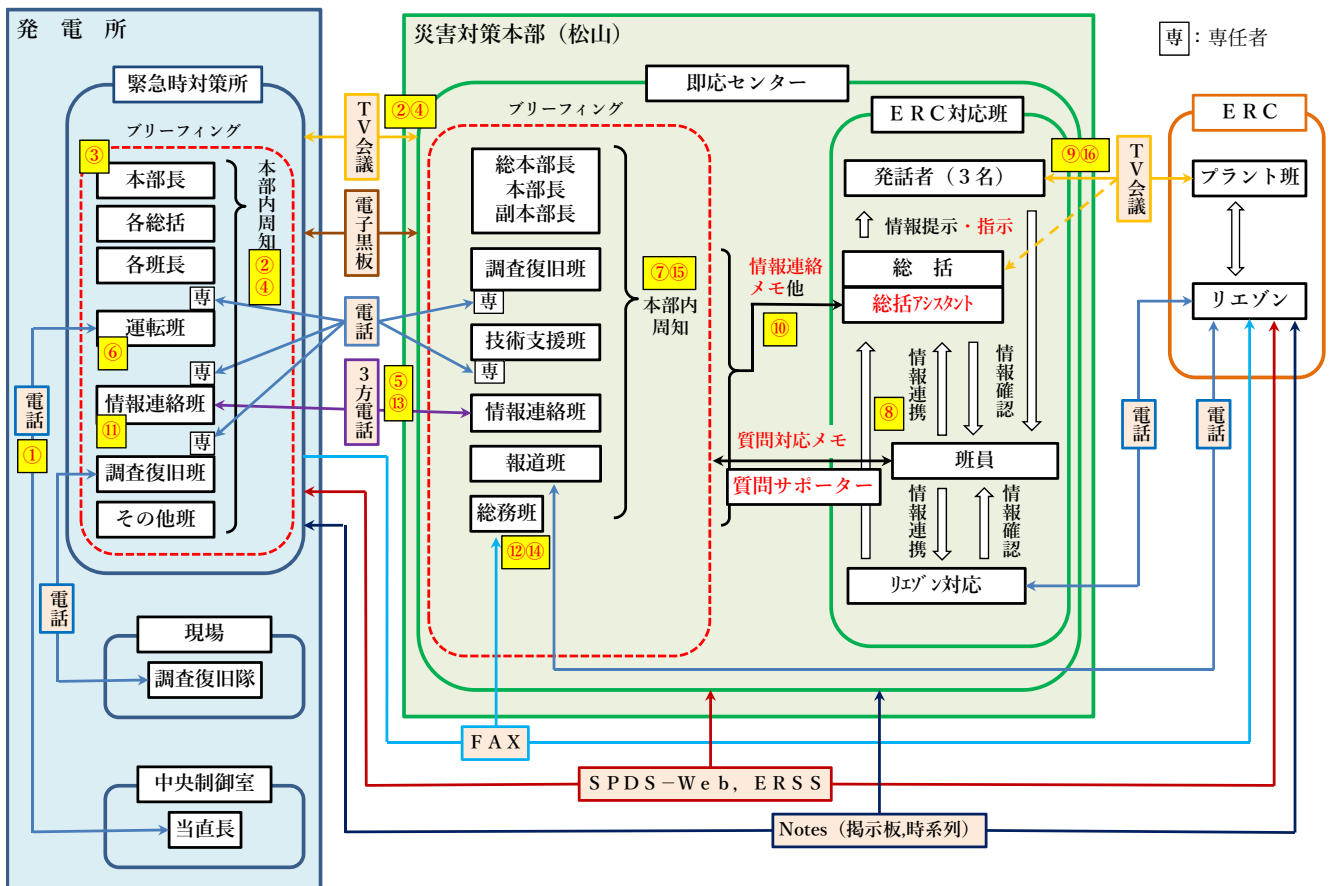 発 電 所
緊急時対策所
ブリーフィング
③
本部長
各総括
各班長
専
運転班
⑥
専
情報連絡班
⑪
専
調査復旧班
その他班
本部内周知
②
④
電話
①
電話
現場
調査復旧隊
中央制御室
当直長
TV会議
②④
電子黒板
電話
3方電話
⑤
⑬
災害対策本部（松山）
即応センター
ブリーフィング
総本部長
本部長
副本部長
調査復旧班
専
技術支援班
専
情報連絡班
報道班
総務班
⑫⑭
⑦⑮
本部内
周知
情報連絡
メモ他
⑩
質問対応メモ
質問サポーター
ERC対応班
発話者（3名）
情報提示・指示
総 括
総括アシスタント
⑧
情報連携
情報確認
班員
情報連携
情報確認
リエゾン対応
⑨⑯
TV会議
専：専任者
ERC
プラント班
リエゾン
電話
電話
FAX
SPDS－Web，ERSS
Notes（掲示板,時系列）